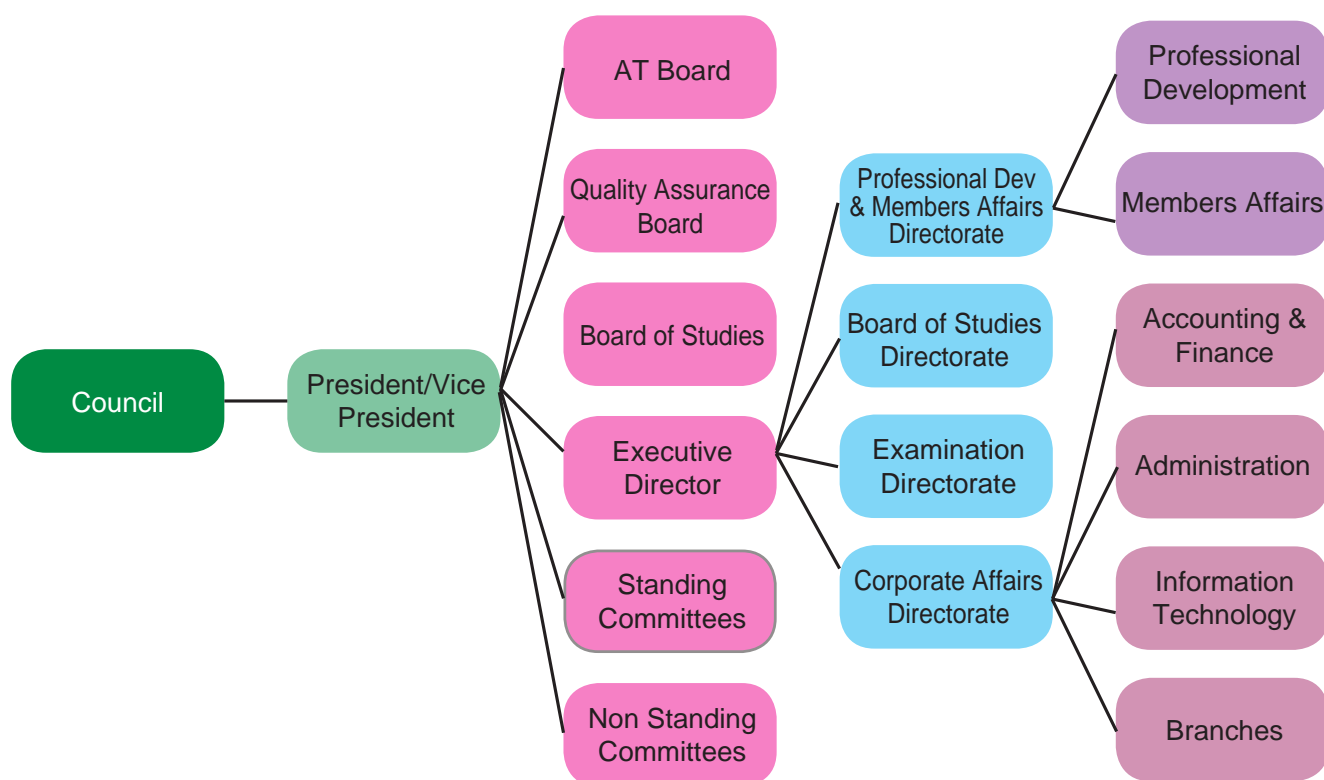 Council
President/Vice
President
AT Board
Quality Assurance
Board
Board of Studies
Executive
Director
Standing
Committees
Non Standing
Committees
Professional Dev
& Members Affairs
Directorate
Board of Studies
Directorate
Examination
Directorate
Corporate Affairs
Directorate
Professional
Development
Members Affairs
Accounting &
Finance
Administration
Information
Technology
Branches